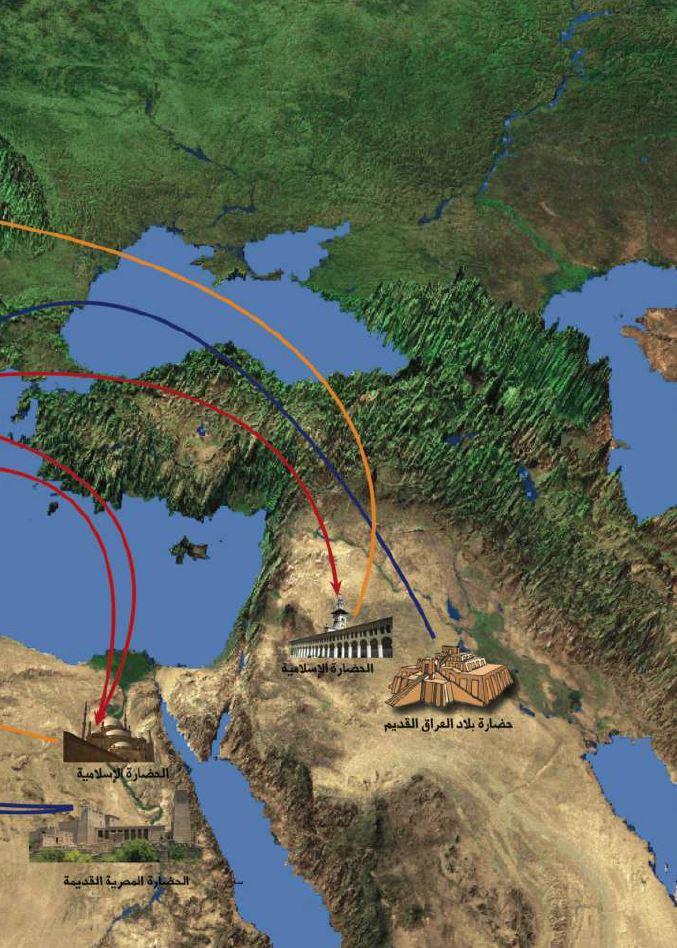 الحضارة الإسلامية
حضارة بلاد العراق القديم
الحضارة الإسلامية
الحضارة المصرية القديمة